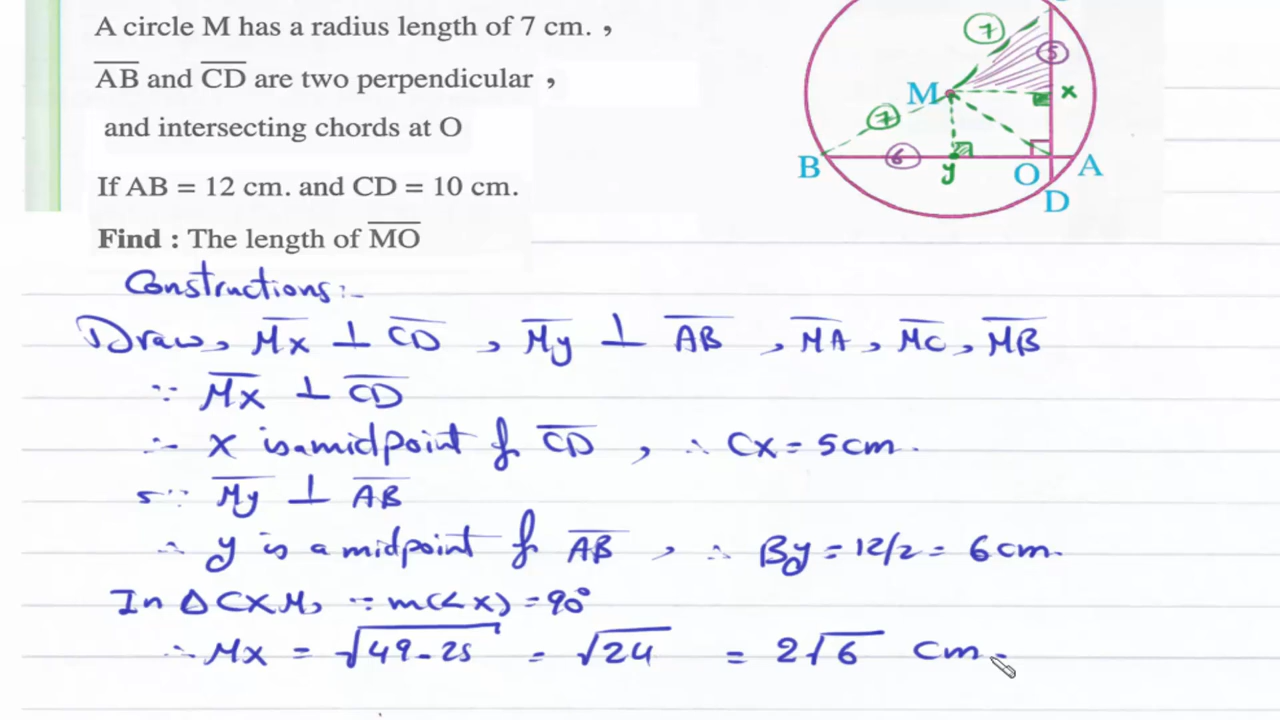 A circle M has a radius length of 7 cm. ,
AB and CD are two perpendicular ,
and intersecting chords at O
If AB = 12 cm. and CD = 10 cm.
Find : The length of MO
7
5
M
x
7
B
6
y
O
A
D
Constructions:-
Draw, Mx ⊥ CD , My ⊥ AB , MA, MC, MB
∵ Mx ⊥ CD
∴ X is a midpoint of CD , ∴ CX = 5 cm.
, ∵ My ⊥ AB
∴ y is a midpoint of AB , ∴ By = 12/2 = 6 cm.
In Δ CXM, ∵ m(∠x) = 90°
∴ Mx = √49-25 = √24 = 2√6 cm.